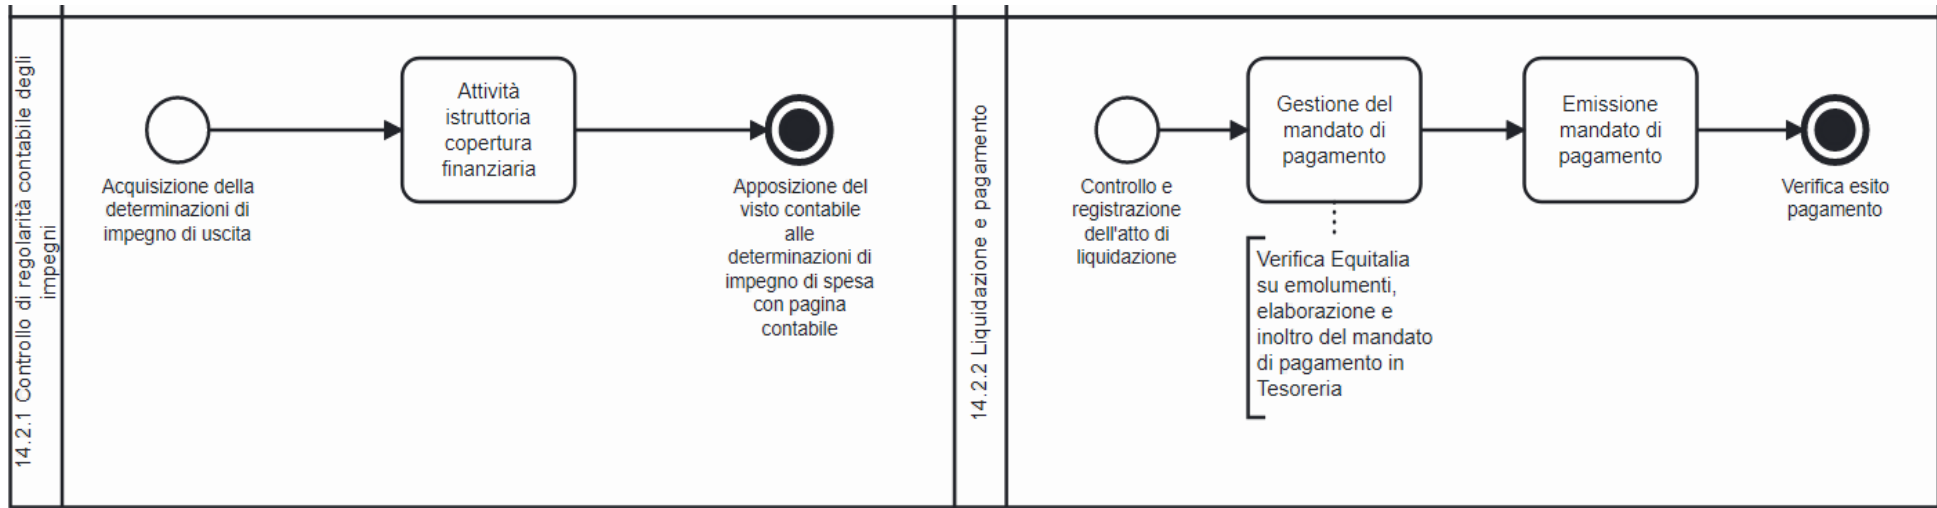 14.2.1 Controllo di regolarità contabile degli
impegni
Acquisizione della
determinazioni di
impegno di uscita
Attività
istruttoria
copertura
finanziaria
Apposizione del
visto contabile
alle
determinazioni di
impegno di spesa
con pagina
contabile
14.2.2 Liquidazione e pagamento
Controllo e
registrazione
dell'atto di
liquidazione
Gestione del
mandato di
pagamento
Verifica Equitalia
su emolumenti,
elaborazione e
inoltro del mandato
di pagamento in
Tesoreria
Emissione
mandato di
pagamento
Verifica esito
pagamento